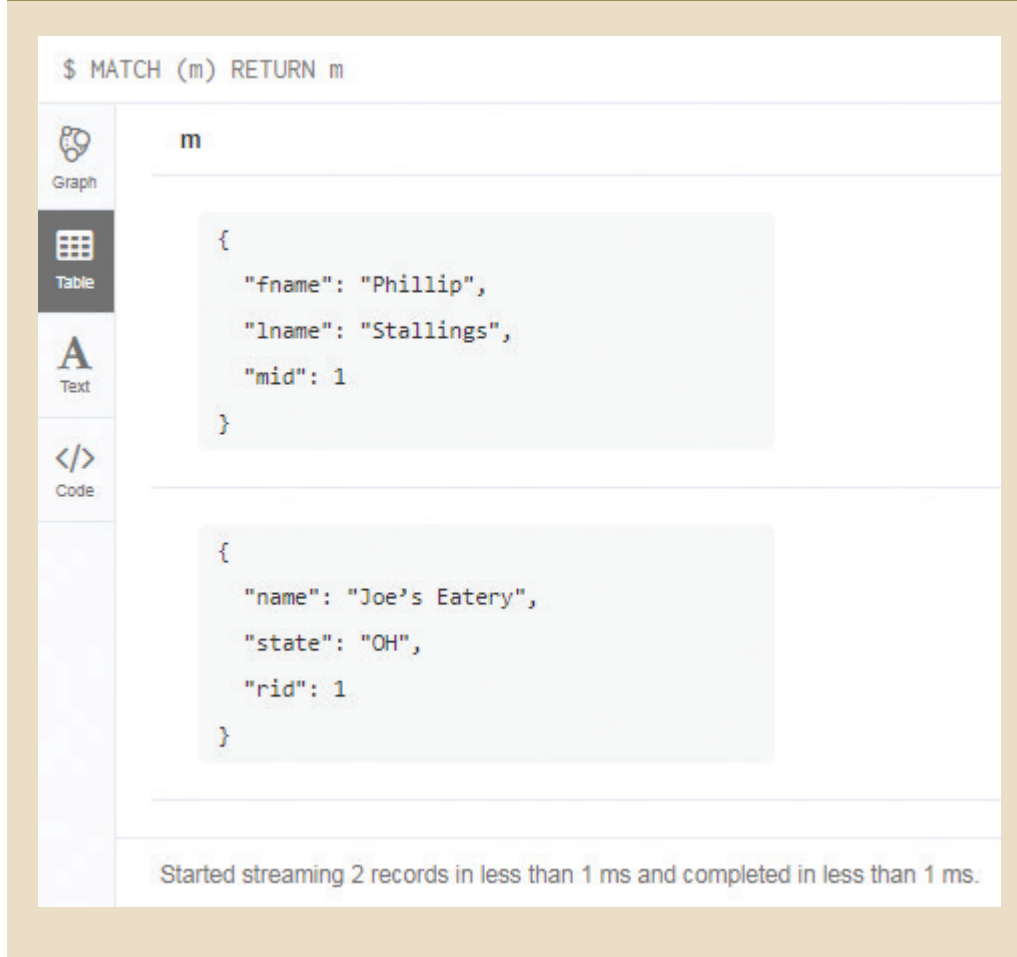 $ MATCH (m) RETURN m
Graph
m
Table
{
"fname": "Phillip",
"lname": "Stallings",
"mid": 1
}
A
Text
</>
Code
{
"name": "Joe’s Eatery",
"state": "OH",
"rid": 1
}
Started streaming 2 records in less than 1 ms and completed in less than 1 ms.